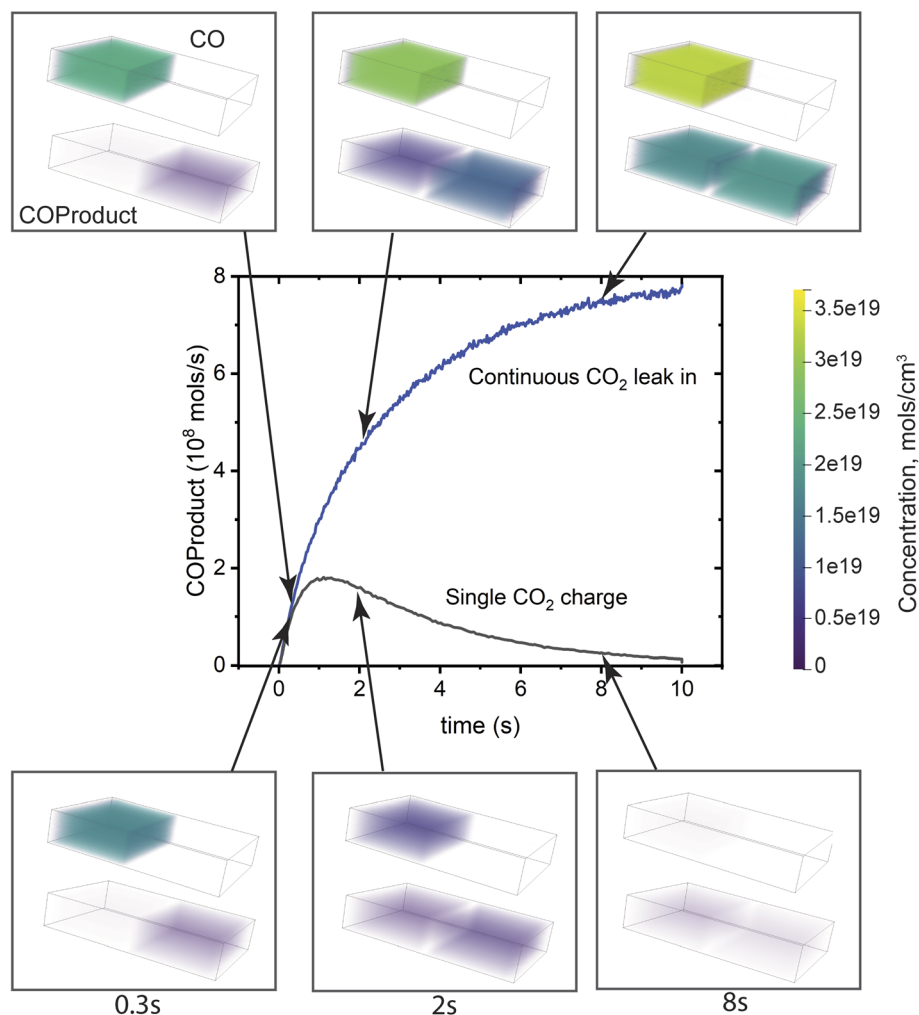 CO
COProduct
8
6
4
2
0
COProduct (10⁸ mols/s)
Continuous CO₂ leak in
Single CO₂ charge
0 2 4 6 8 10
time (s)
3.5e19
3e19
2.5e19
2e19
1.5e19
1e19
0.5e19
0
Concentration, mols/cm³
0.3s 2s 8s